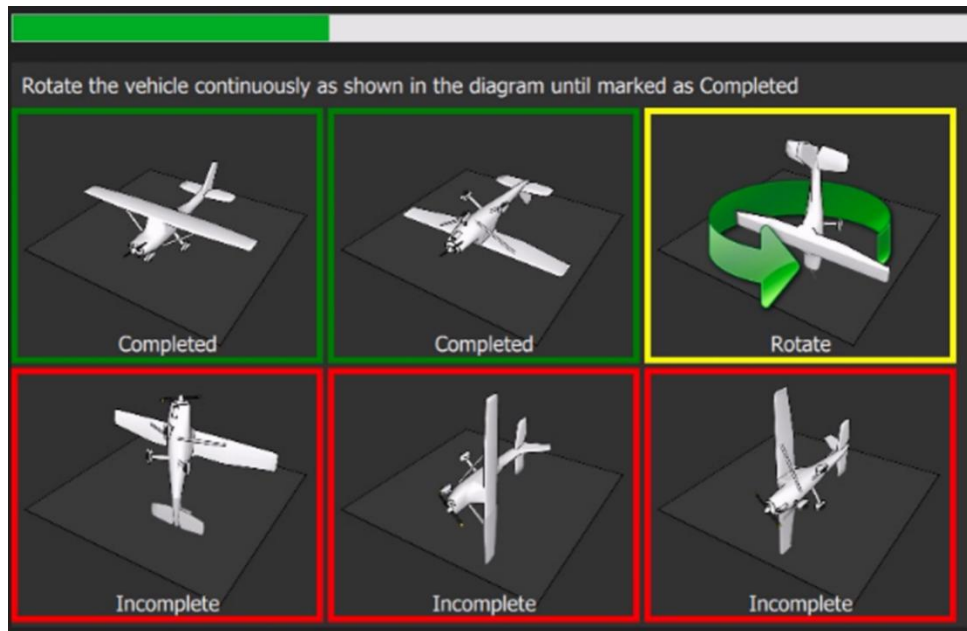 Rotate the vehicle continuously as shown in the diagram until marked as Completed
Completed
Completed
Rotate
Incomplete
Incomplete
Incomplete